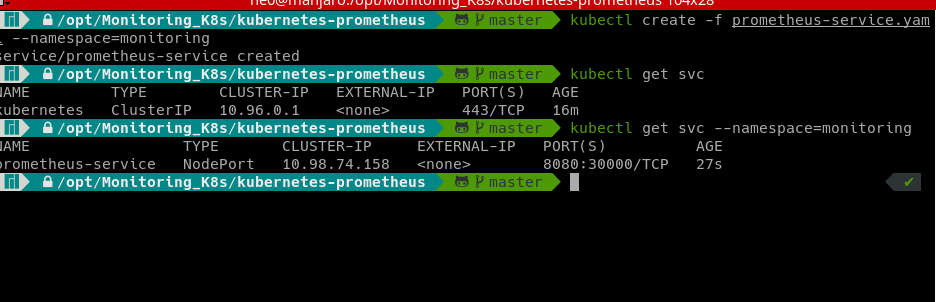 neo@manjaro:/opt/Monitoring_K8s/kubernetes-prometheus 104x28
/opt/Monitoring_K8s/kubernetes-prometheus master kubectl create -f prometheus-service.yam
l --namespace=monitoring
service/prometheus-service created
/opt/Monitoring_K8s/kubernetes-prometheus master kubectl get svc
NAME TYPE CLUSTER-IP EXTERNAL-IP PORT(S) AGE
kubernetes ClusterIP 10.96.0.1 <none> 443/TCP 16m
/opt/Monitoring_K8s/kubernetes-prometheus master kubectl get svc --namespace=monitoring
NAME TYPE CLUSTER-IP EXTERNAL-IP PORT(S) AGE
prometheus-service NodePort 10.98.74.158 <none> 8080:30000/TCP 27s
/opt/Monitoring_K8s/kubernetes-prometheus master